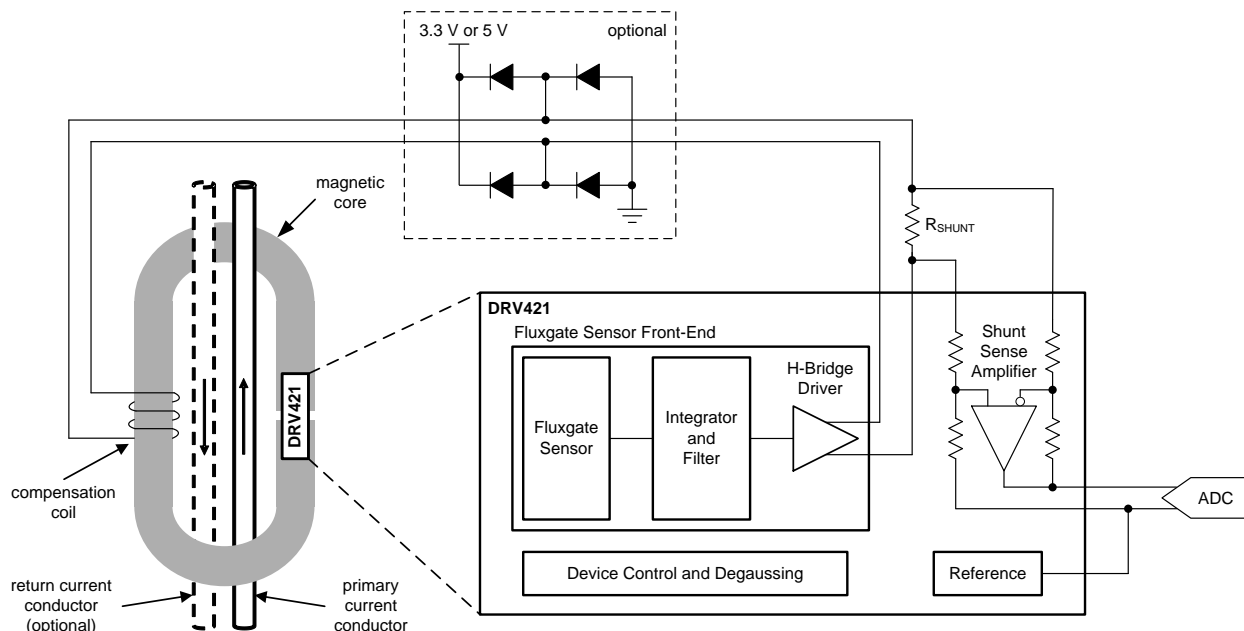 3.3 V or 5 V
optional
magnetic
core
R_SHUNT
DRV421
Fluxgate Sensor Front-End
Shunt
Sense
Amplifier
H-Bridge
Driver
Fluxgate
Sensor
Integrator
and
Filter
DRV421
compensation
coil
ADC
Device Control and Degaussing
Reference
return current
conductor
(optional)
primary
current
conductor